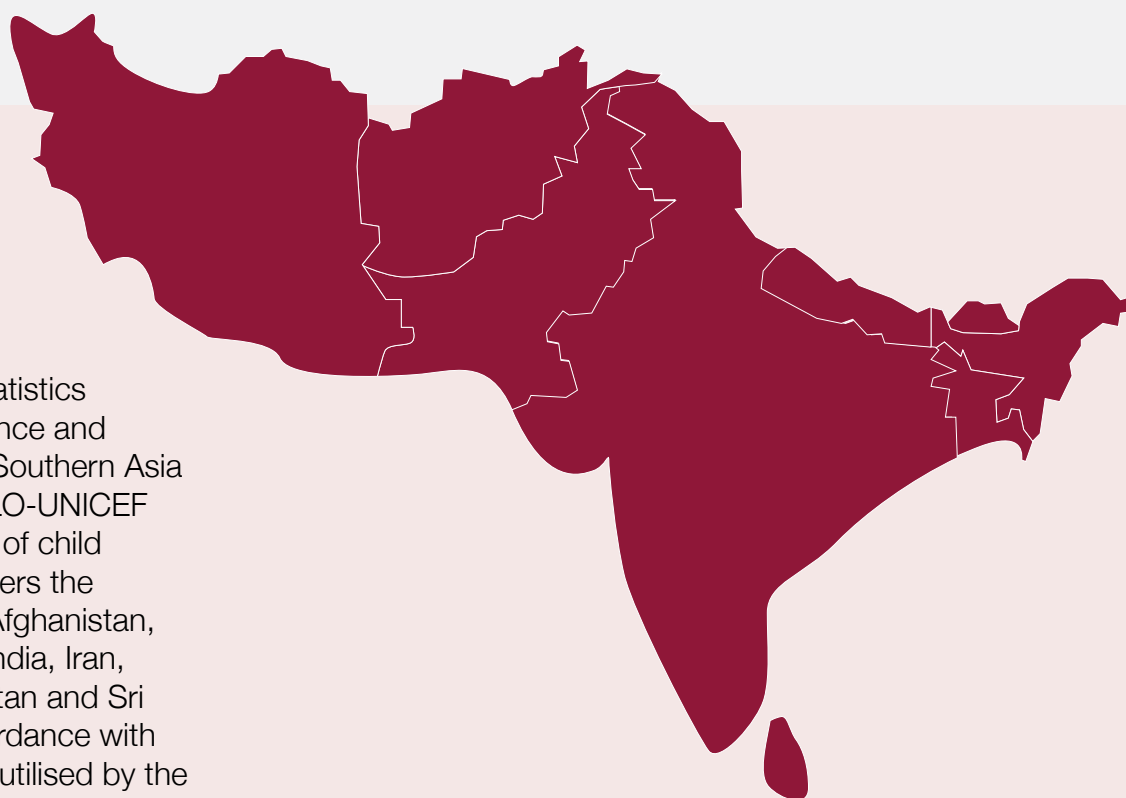 atistics
nce and
Southern Asia
O-UNICEF
of child
ers the
Afghanistan,
ndia, Iran,
tan and Sri
rdance with
utilised by the